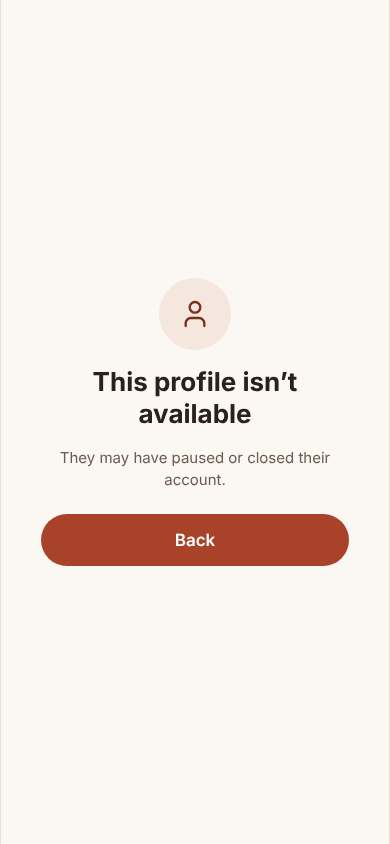 This profile isn’t
available
They may have paused or closed their
account.
Back